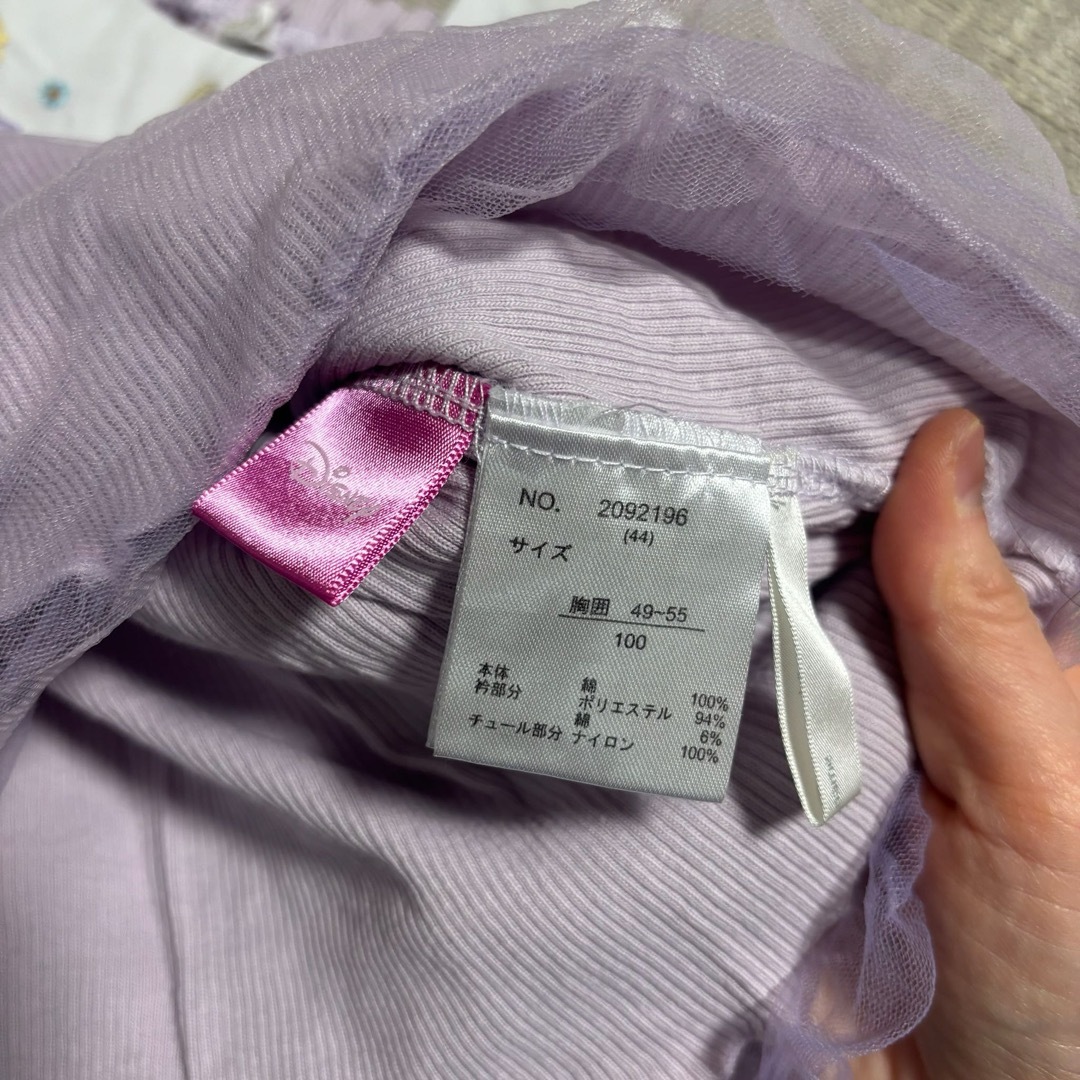 Disney
NO. 2092196
(44)
サイズ
胸囲 49~55
100
本体 綿 100%
衿部分 ポリエステル 94%
綿 6%
チュール部分 ナイロン 100%